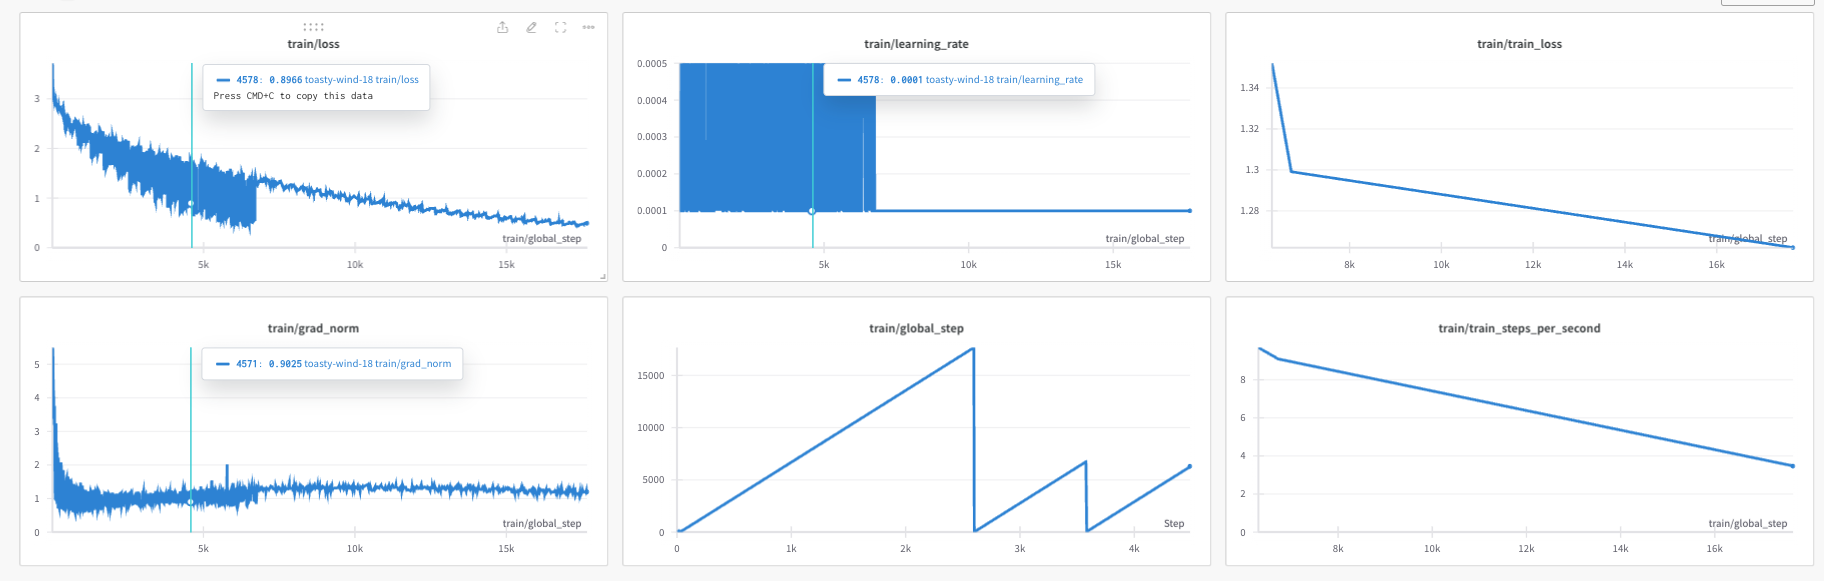 train/loss
4578: 0.8966 toasty-wind-18 train/loss
Press CMD+C to copy this data
3
2
1
0
train/global_step
5k
10k
15k
train/learning_rate
4578: 0.0001 toasty-wind-18 train/learning_rate
0.0005
0.0004
0.0003
0.0002
0.0001
0
train/global_step
5k
10k
15k
train/train_loss
1.34
1.32
1.3
1.28
train/global_step
8k
10k
12k
14k
16k
train/grad_norm
4571: 0.9025 toasty-wind-18 train/grad_norm
5
4
3
2
1
0
train/global_step
5k
10k
15k
train/global_step
15000
10000
5000
0
Step
0
1k
2k
3k
4k
train/train_steps_per_second
8
6
4
2
0
train/global_step
8k
10k
12k
14k
16k